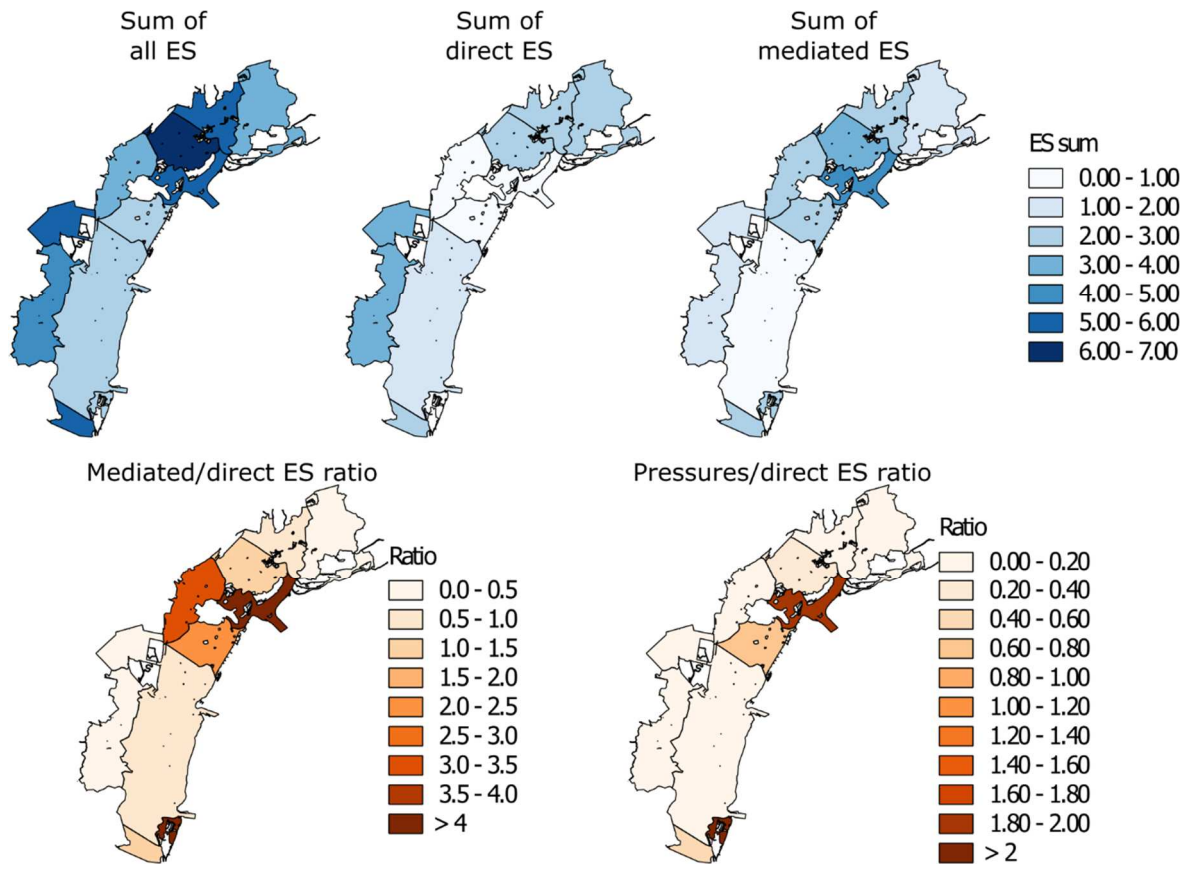 Sum of
all ES
Sum of
direct ES
Sum of
mediated ES
ES sum
0.00 - 1.00
1.00 - 2.00
2.00 - 3.00
3.00 - 4.00
4.00 - 5.00
5.00 - 6.00
6.00 - 7.00
Mediated/direct ES ratio
Ratio
0.0 - 0.5
0.5 - 1.0
1.0 - 1.5
1.5 - 2.0
2.0 - 2.5
2.5 - 3.0
3.0 - 3.5
3.5 - 4.0
> 4
Pressures/direct ES ratio
Ratio
0.00 - 0.20
0.20 - 0.40
0.40 - 0.60
0.60 - 0.80
0.80 - 1.00
1.00 - 1.20
1.20 - 1.40
1.40 - 1.60
1.60 - 1.80
1.80 - 2.00
> 2